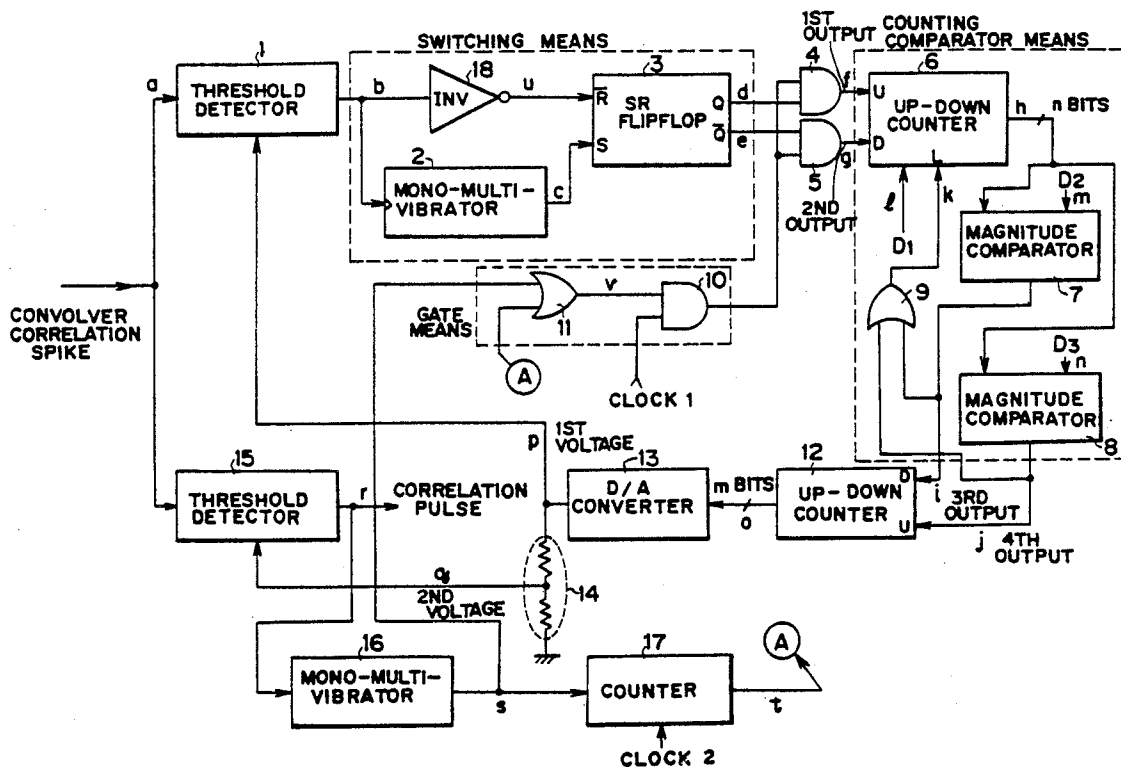 SWITCHING MEANS
1ST
OUTPUT
COUNTING
COMPARATOR MEANS
1
THRESHOLD
DETECTOR
a
b
18
INV
u
3
R̅
S
SR
FLIPFLOP
Q
Q̅
d
e
2
MONO-MULTI-
VIBRATOR
c
4
5
f
g
2ND
OUTPUT
6
U
D
UP-DOWN
COUNTER
L
h
n BITS
l
k
D1
D2
m
MAGNITUDE
COMPARATOR
7
9
D3
n
MAGNITUDE
COMPARATOR
8
CONVOLVER
CORRELATION
SPIKE
GATE
MEANS
11
v
10
A
CLOCK 1
p
1ST
VOLTAGE
15
THRESHOLD
DETECTOR
r
CORRELATION
PULSE
13
D/A
CONVERTER
m BITS
o
12
UP-DOWN
COUNTER
D
U
i
3RD
OUTPUT
j
4TH
OUTPUT
q
2ND
VOLTAGE
14
16
MONO-MULTI-
VIBRATOR
s
17
COUNTER
t
A
CLOCK 2